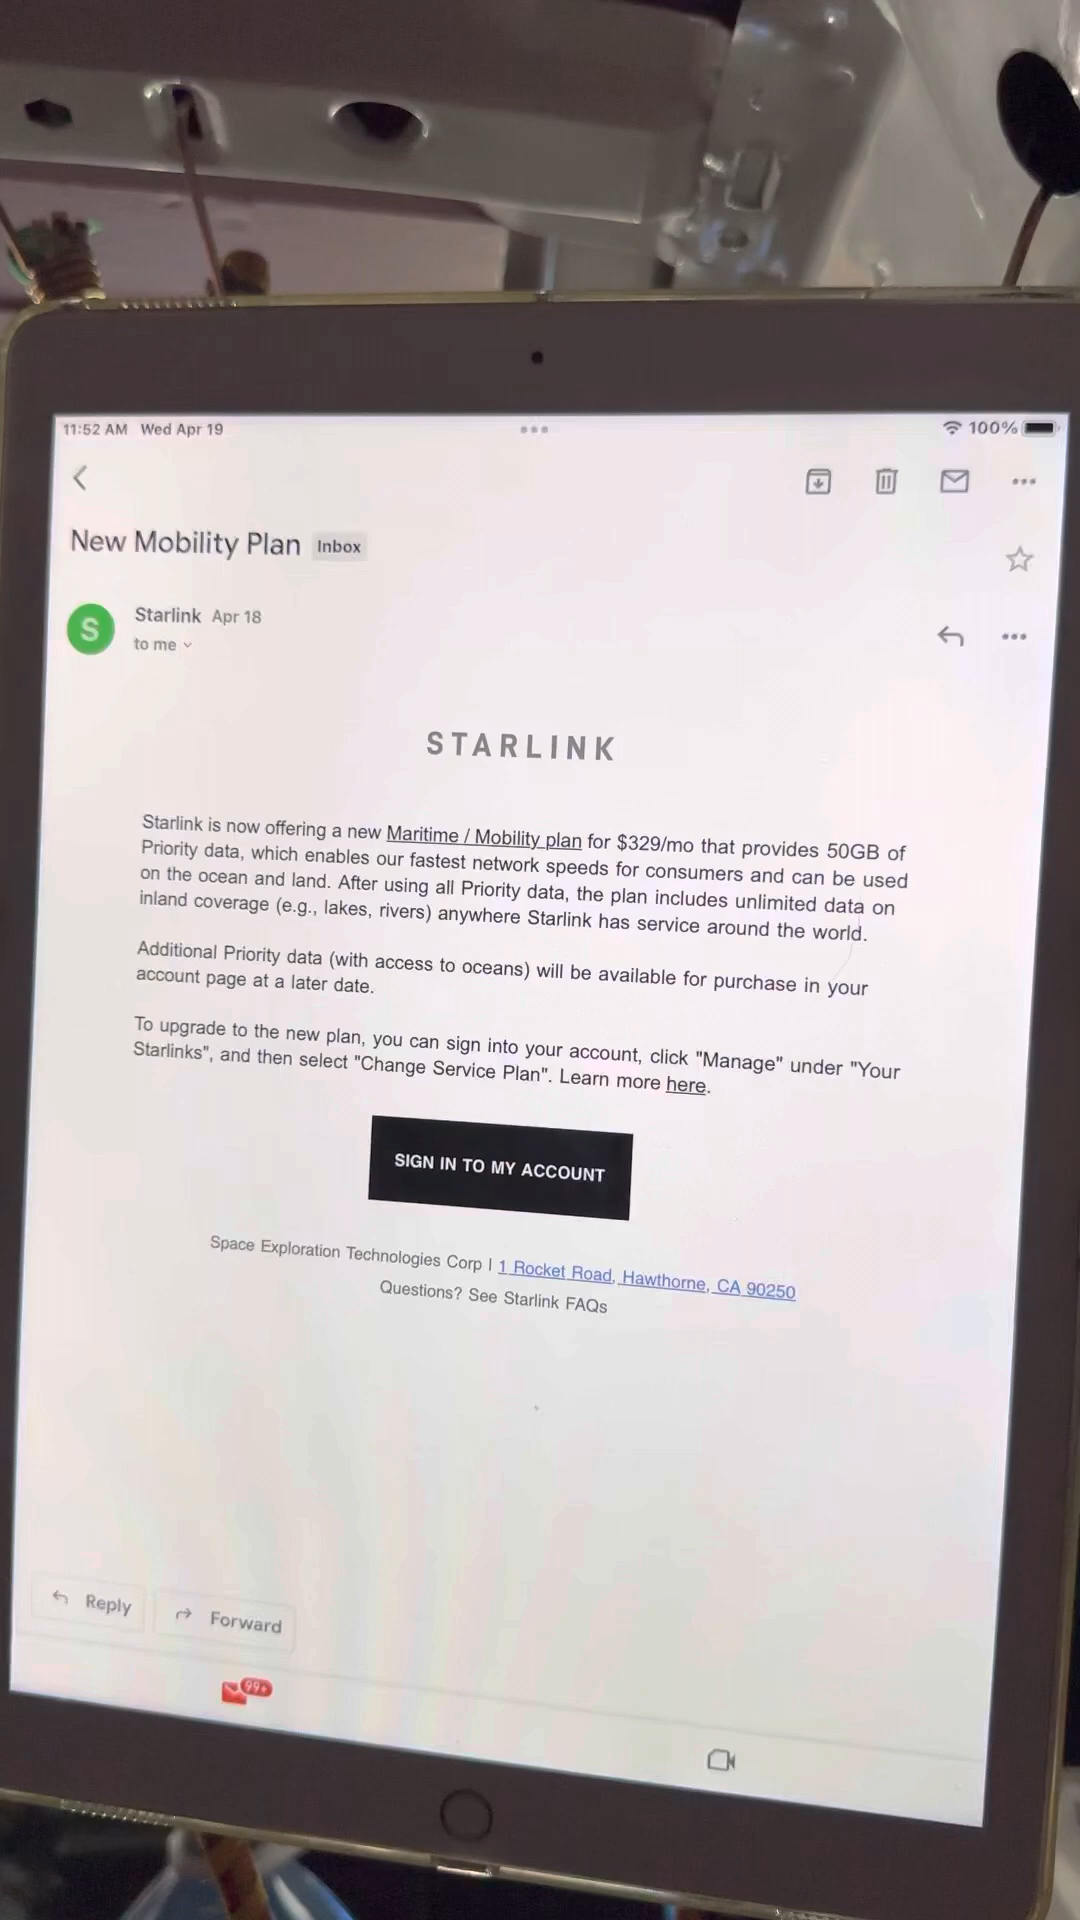 11:52 AM Wed Apr 19
100%
New Mobility Plan Inbox
S
Starlink Apr 18
to me
STARLINK
Starlink is now offering a new Maritime / Mobility plan for $329/mo that provides 50GB of
Priority data, which enables our fastest network speeds for consumers and can be used
on the ocean and land. After using all Priority data, the plan includes unlimited data on
inland coverage (e.g., lakes, rivers) anywhere Starlink has service around the world.
Additional Priority data (with access to oceans) will be available for purchase in your
account page at a later date.
To upgrade to the new plan, you can sign into your account, click "Manage" under "Your
Starlinks", and then select "Change Service Plan". Learn more here.
SIGN IN TO MY ACCOUNT
Space Exploration Technologies Corp | 1 Rocket Road, Hawthorne, CA 90250
Questions? See Starlink FAQs
Reply
Forward
99+